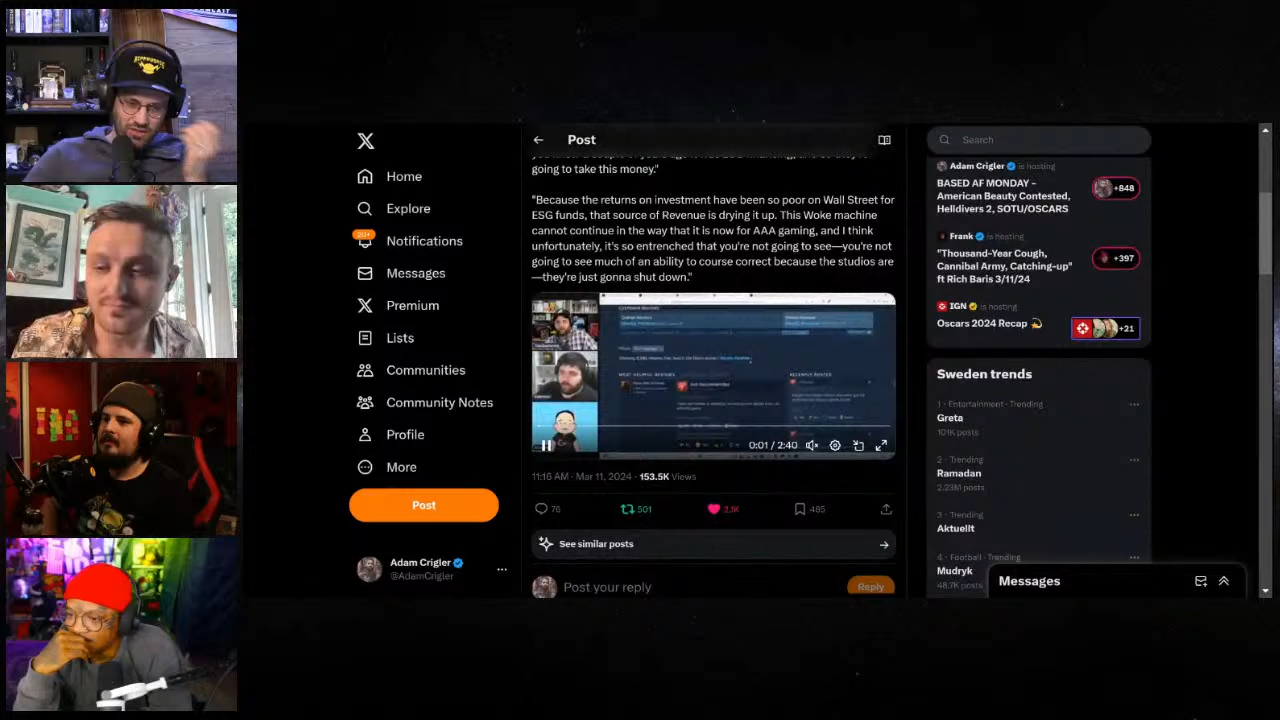 Post
Search
Home
Explore
20+
Notifications
Messages
Premium
Lists
Communities
Community Notes
Profile
More
Post
Adam Crigler
@AdamCrigler
going to take this money."
"Because the returns on investment have been so poor on Wall Street for
ESG funds, that source of Revenue is drying it up. This Woke machine
cannot continue in the way that it is now for AAA gaming, and I think
unfortunately, it's so entrenched that you're not going to see—you're not
going to see much of an ability to course correct because the studios are
—they're just gonna shut down."
0:01 / 2:40
11:16 AM · Mar 11, 2024 · 153.5K Views
76
501
2.1K
485
See similar posts
Post your reply
Reply
Adam Crigler is hosting
BASED AF MONDAY -
American Beauty Contested,
Helldivers 2, SOTU/OSCARS
+848
Frank is hosting
"Thousand-Year Cough,
Cannibal Army, Catching-up"
ft Rich Baris 3/11/24
+397
IGN is hosting
Oscars 2024 Recap
+21
Sweden trends
1 · Entertainment · Trending
Greta
101K posts
2 · Trending
Ramadan
2.23M posts
3 · Trending
Aktuellt
4 · Football · Trending
Mudryk
48.7K posts
Messages